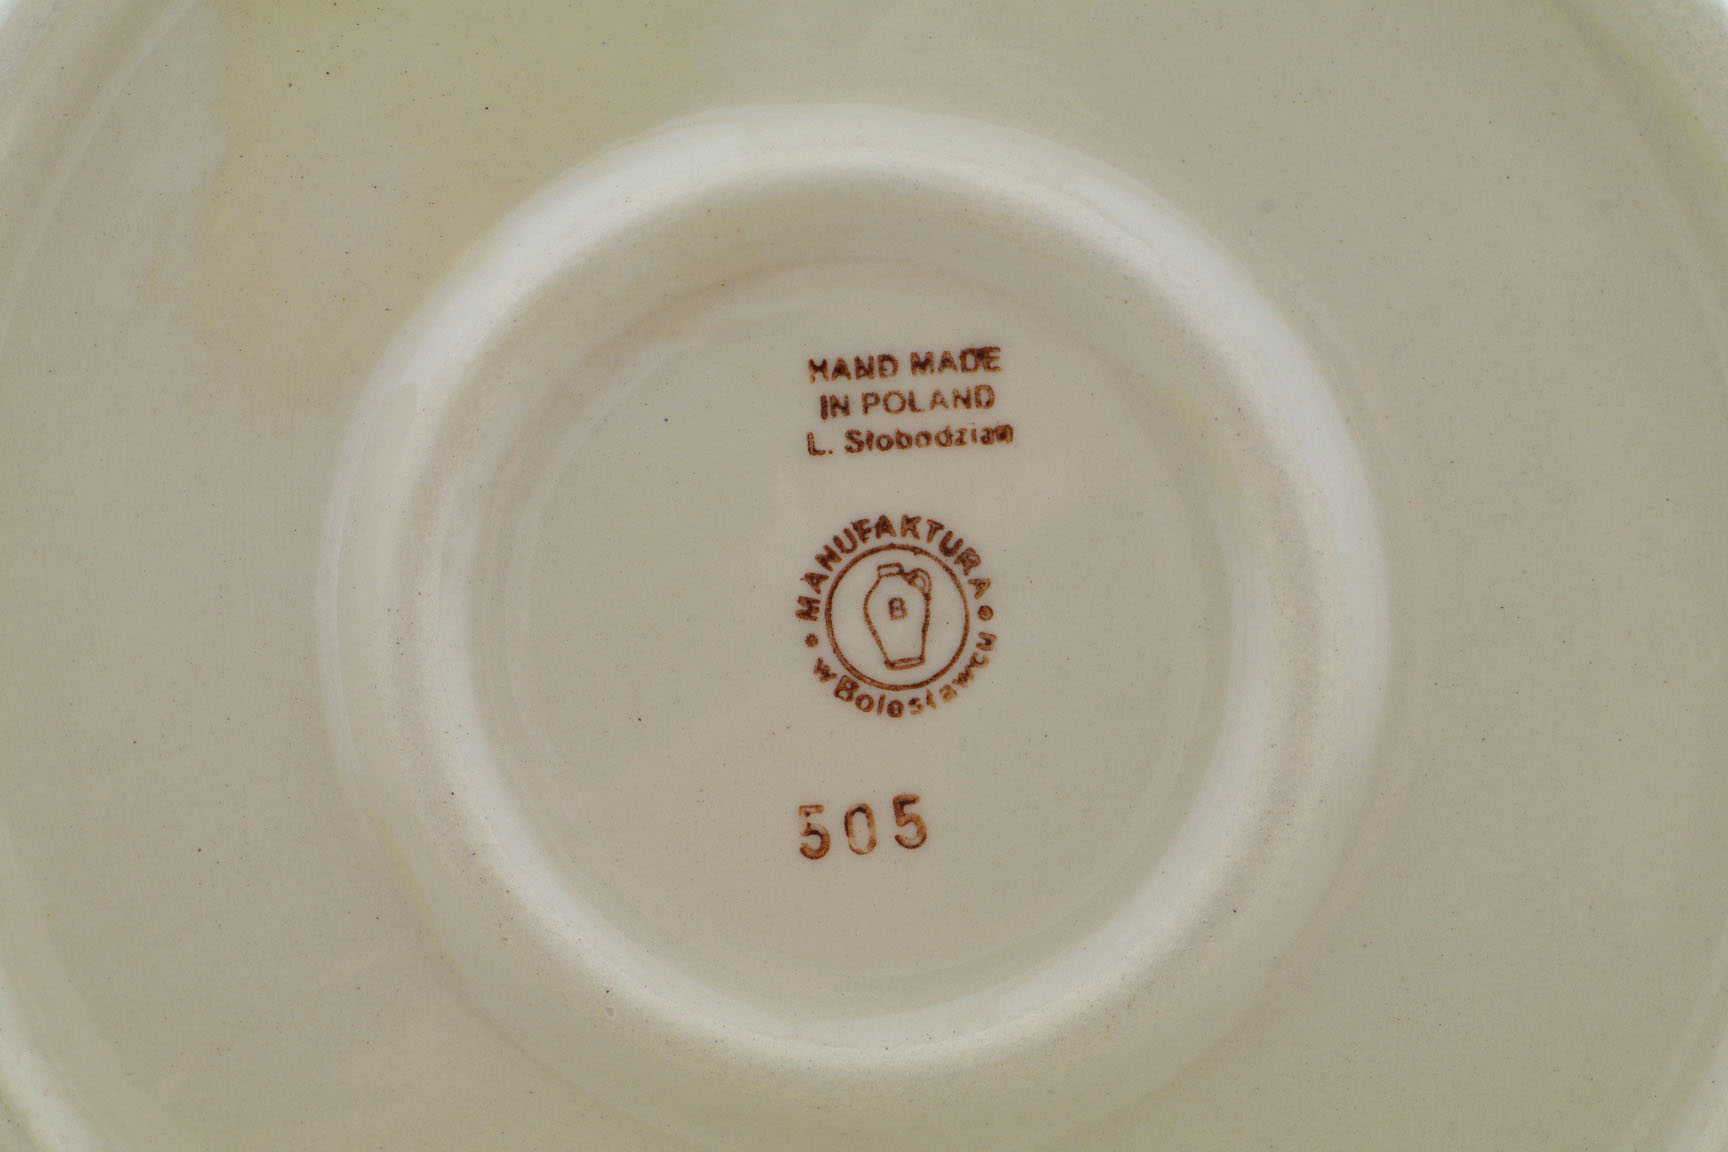 HAND MADE
IN POLAND
L. Słobodzian
MANUFAKTURA
w Bolesławcu
B
505